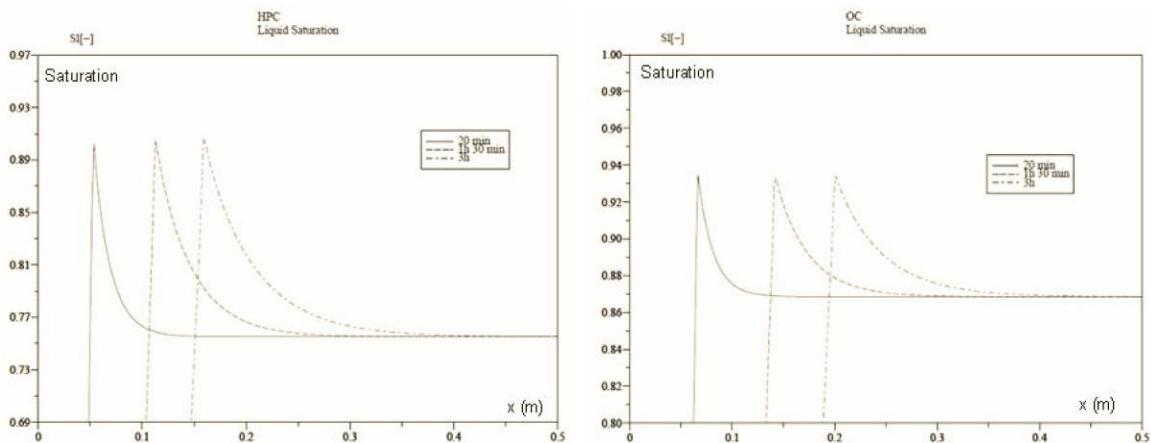 HPC
Liquid Saturation
Sl[-]
0.97
Saturation
0.93
0.89
0.85
0.81
0.77
0.73
0.69
20 min
1h 30 min
3h
x (m)
0
0.1
0.2
0.3
0.4
0.5
OC
Liquid Saturation
Sl[-]
1.00
Saturation
0.98
0.96
0.94
0.92
0.90
0.88
0.86
0.84
0.82
0.80
20 min
1h 30 min
3h
x (m)
0
0.1
0.2
0.3
0.4
0.5